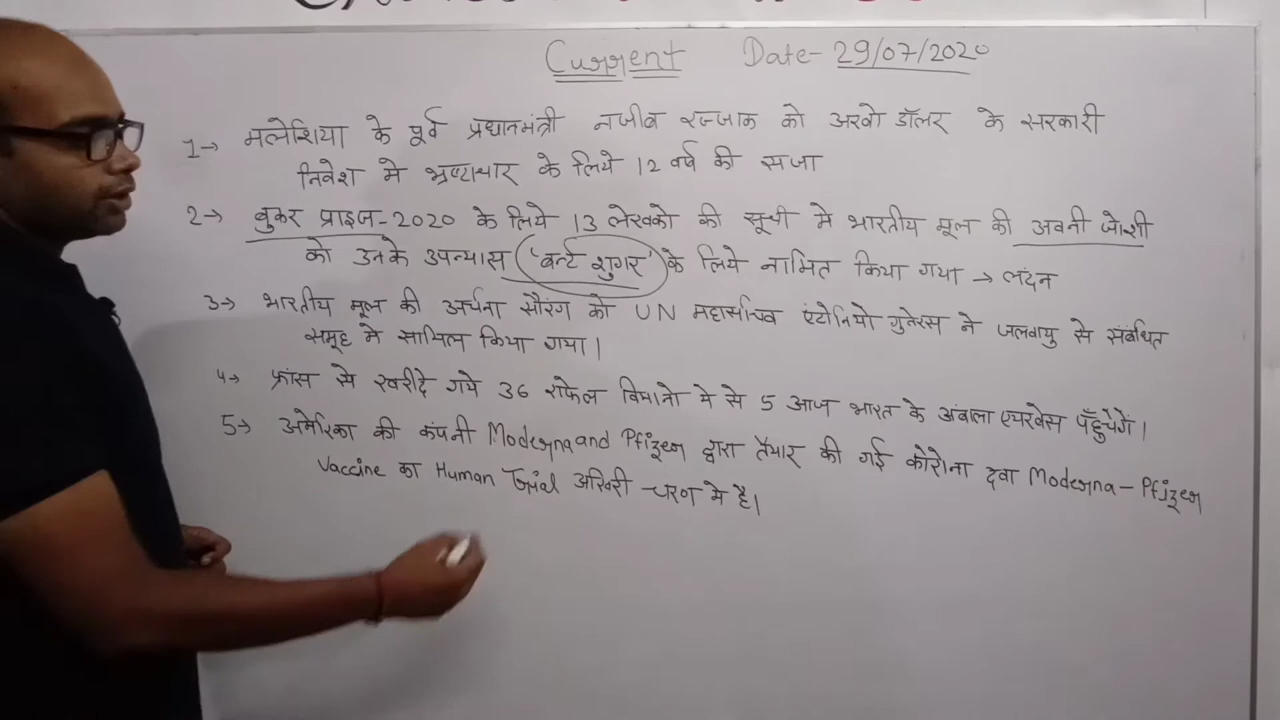 Current Date- 29/07/2020
1→ मलेशिया के पूर्व प्रधानमंत्री नजीब रज्जाक को अरबो डॉलर के सरकारी
निवेश मे भ्रष्टाचार के लिये 12 वर्ष की सजा
2→ बुकर प्राइज-2020 के लिये 13 लेखको की सूची मे भारतीय मूल की अवनी जोशी
को उनके उपन्यास 'बर्न्ट शुगर' के लिये नामित किया गया → लंदन
3→ भारतीय मूल की अर्चना सौरंग को UN महासचिव एंटोनियो गुतेरस ने जलवायु से संबंधित
समूह मे सामिल किया गया।
4→ फ्रांस से खरीदे गये 36 राफेल विमानो मे से 5 आज भारत के अंबाला एयरबेस पहुँचेगें।
5→ अमेरिका की कंपनी Moderna and Pfizer द्वारा तैयार की गई कोरोना दवा Moderna - Pfizer
Vaccine का Human Trial अखिरी चरण मे है।